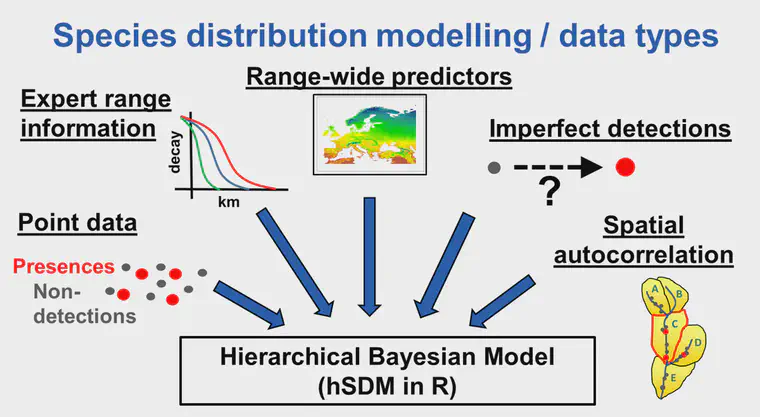 Species distribution modelling / data types
Range-wide predictors
Expert range
information
decay
km
Imperfect detections
?
Point data
Presences
Non-
detections
Spatial
autocorrelation
A
B
C
D
E
Hierarchical Bayesian Model
(hSDM in R)